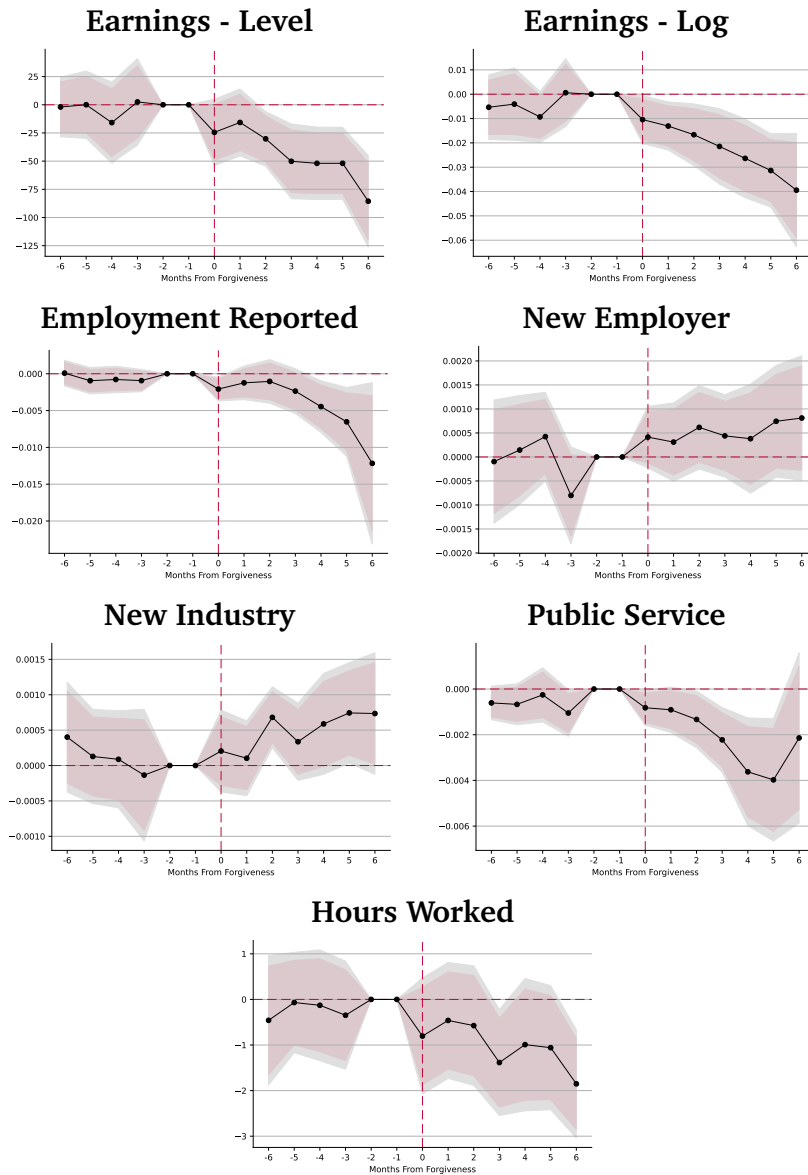 Earnings - Level
Earnings - Log
25
0
−25
−50
−75
−100
−125
-6 -5 -4 -3 -2 -1 0 1 2 3 4 5 6
Months From Forgiveness
0.01
0.00
−0.01
−0.02
−0.03
−0.04
−0.05
−0.06
-6 -5 -4 -3 -2 -1 0 1 2 3 4 5 6
Months From Forgiveness
Employment Reported
New Employer
0.000
−0.005
−0.010
−0.015
−0.020
-6 -5 -4 -3 -2 -1 0 1 2 3 4 5 6
Months From Forgiveness
0.0020
0.0015
0.0010
0.0005
0.0000
−0.0005
−0.0010
−0.0015
−0.0020
-6 -5 -4 -3 -2 -1 0 1 2 3 4 5 6
Months From Forgiveness
New Industry
Public Service
0.0015
0.0010
0.0005
0.0000
−0.0005
−0.0010
-6 -5 -4 -3 -2 -1 0 1 2 3 4 5 6
Months From Forgiveness
0.000
−0.002
−0.004
−0.006
-6 -5 -4 -3 -2 -1 0 1 2 3 4 5 6
Months From Forgiveness
Hours Worked
1
0
−1
−2
−3
-6 -5 -4 -3 -2 -1 0 1 2 3 4 5 6
Months From Forgiveness